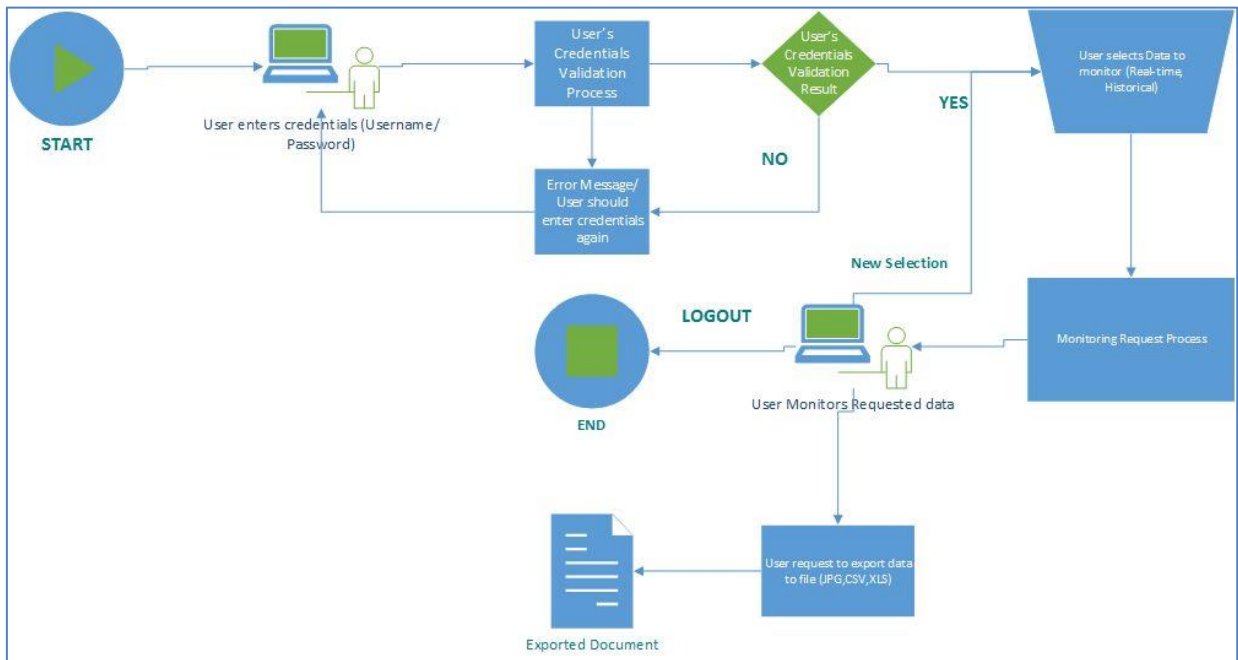 START
User enters credentials (Username/
Password)
User's
Credentials
Validation
Process
User's
Credentials
Validation
Result
YES
NO
User selects Data to
monitor (Real-time,
Historical)
Error Message/
User should
enter credentials
again
New Selection
LOGOUT
END
User Monitors Requested data
Monitoring Request Process
User request to export data
to file (JPG,CSV,XLS)
Exported Document